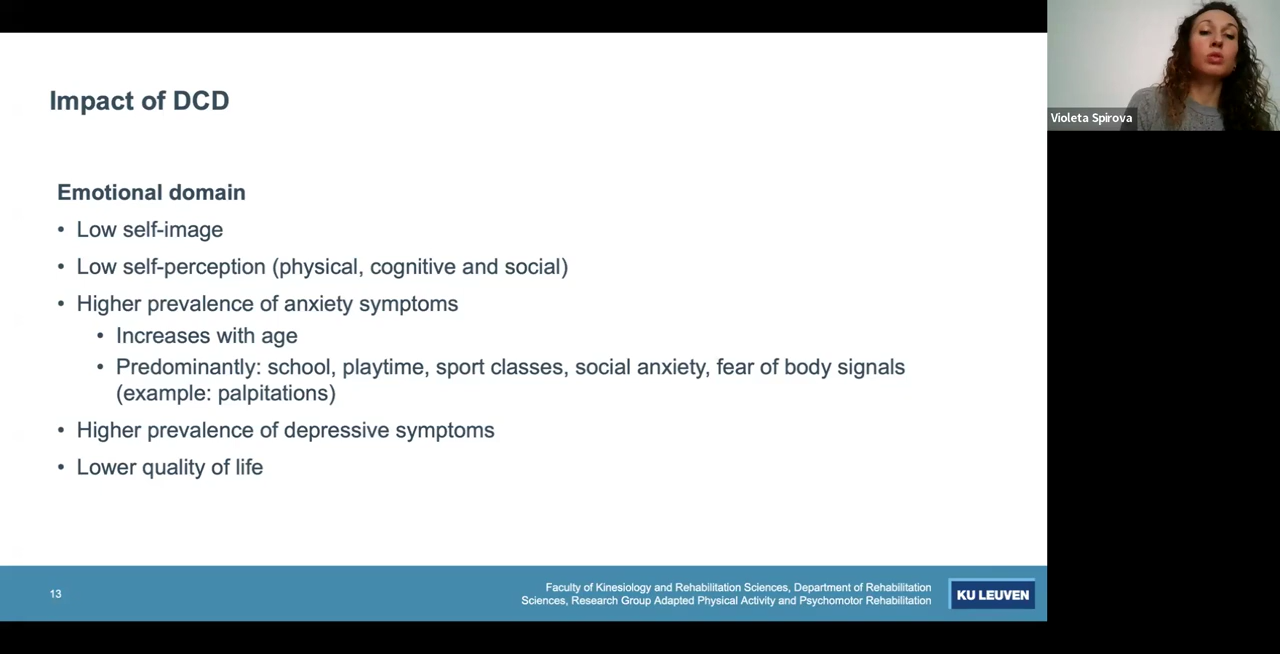 Impact of DCD
Violeta Spirova
Emotional domain
• Low self-image
• Low self-perception (physical, cognitive and social)
• Higher prevalence of anxiety symptoms
• Increases with age
• Predominantly: school, playtime, sport classes, social anxiety, fear of body signals
(example: palpitations)
• Higher prevalence of depressive symptoms
• Lower quality of life
13
Faculty of Kinesiology and Rehabilitation Sciences, Department of Rehabilitation
Sciences, Research Group Adapted Physical Activity and Psychomotor Rehabilitation
KU LEUVEN